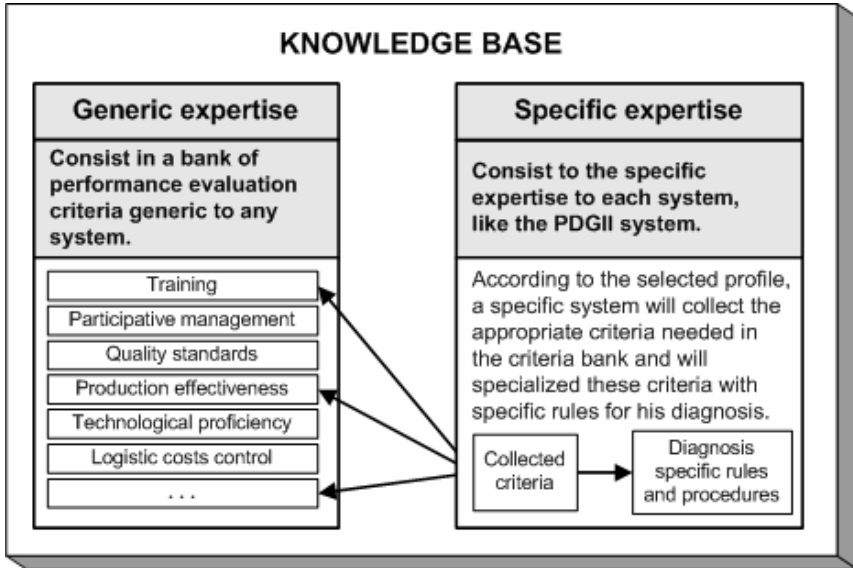 KNOWLEDGE BASE
Generic expertise
Consist in a bank of
performance evaluation
criteria generic to any
system.
Training
Participative management
Quality standards
Production effectiveness
Technological proficiency
Logistic costs control
. . .
Specific expertise
Consist to the specific
expertise to each system,
like the PDGII system.
According to the selected profile,
a specific system will collect the
appropriate criteria needed in
the criteria bank and will
specialized these criteria with
specific rules for his diagnosis.
Collected
criteria
Diagnosis
specific rules
and procedures